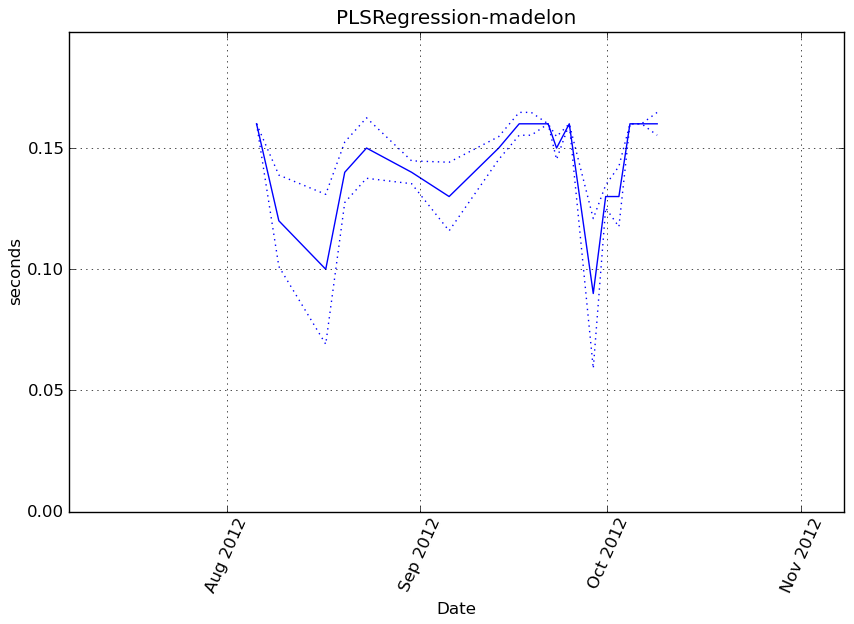 PLSRegression-madelon
0.15
0.10
0.05
0.00
seconds
Aug 2012
Sep 2012
Oct 2012
Nov 2012
Date